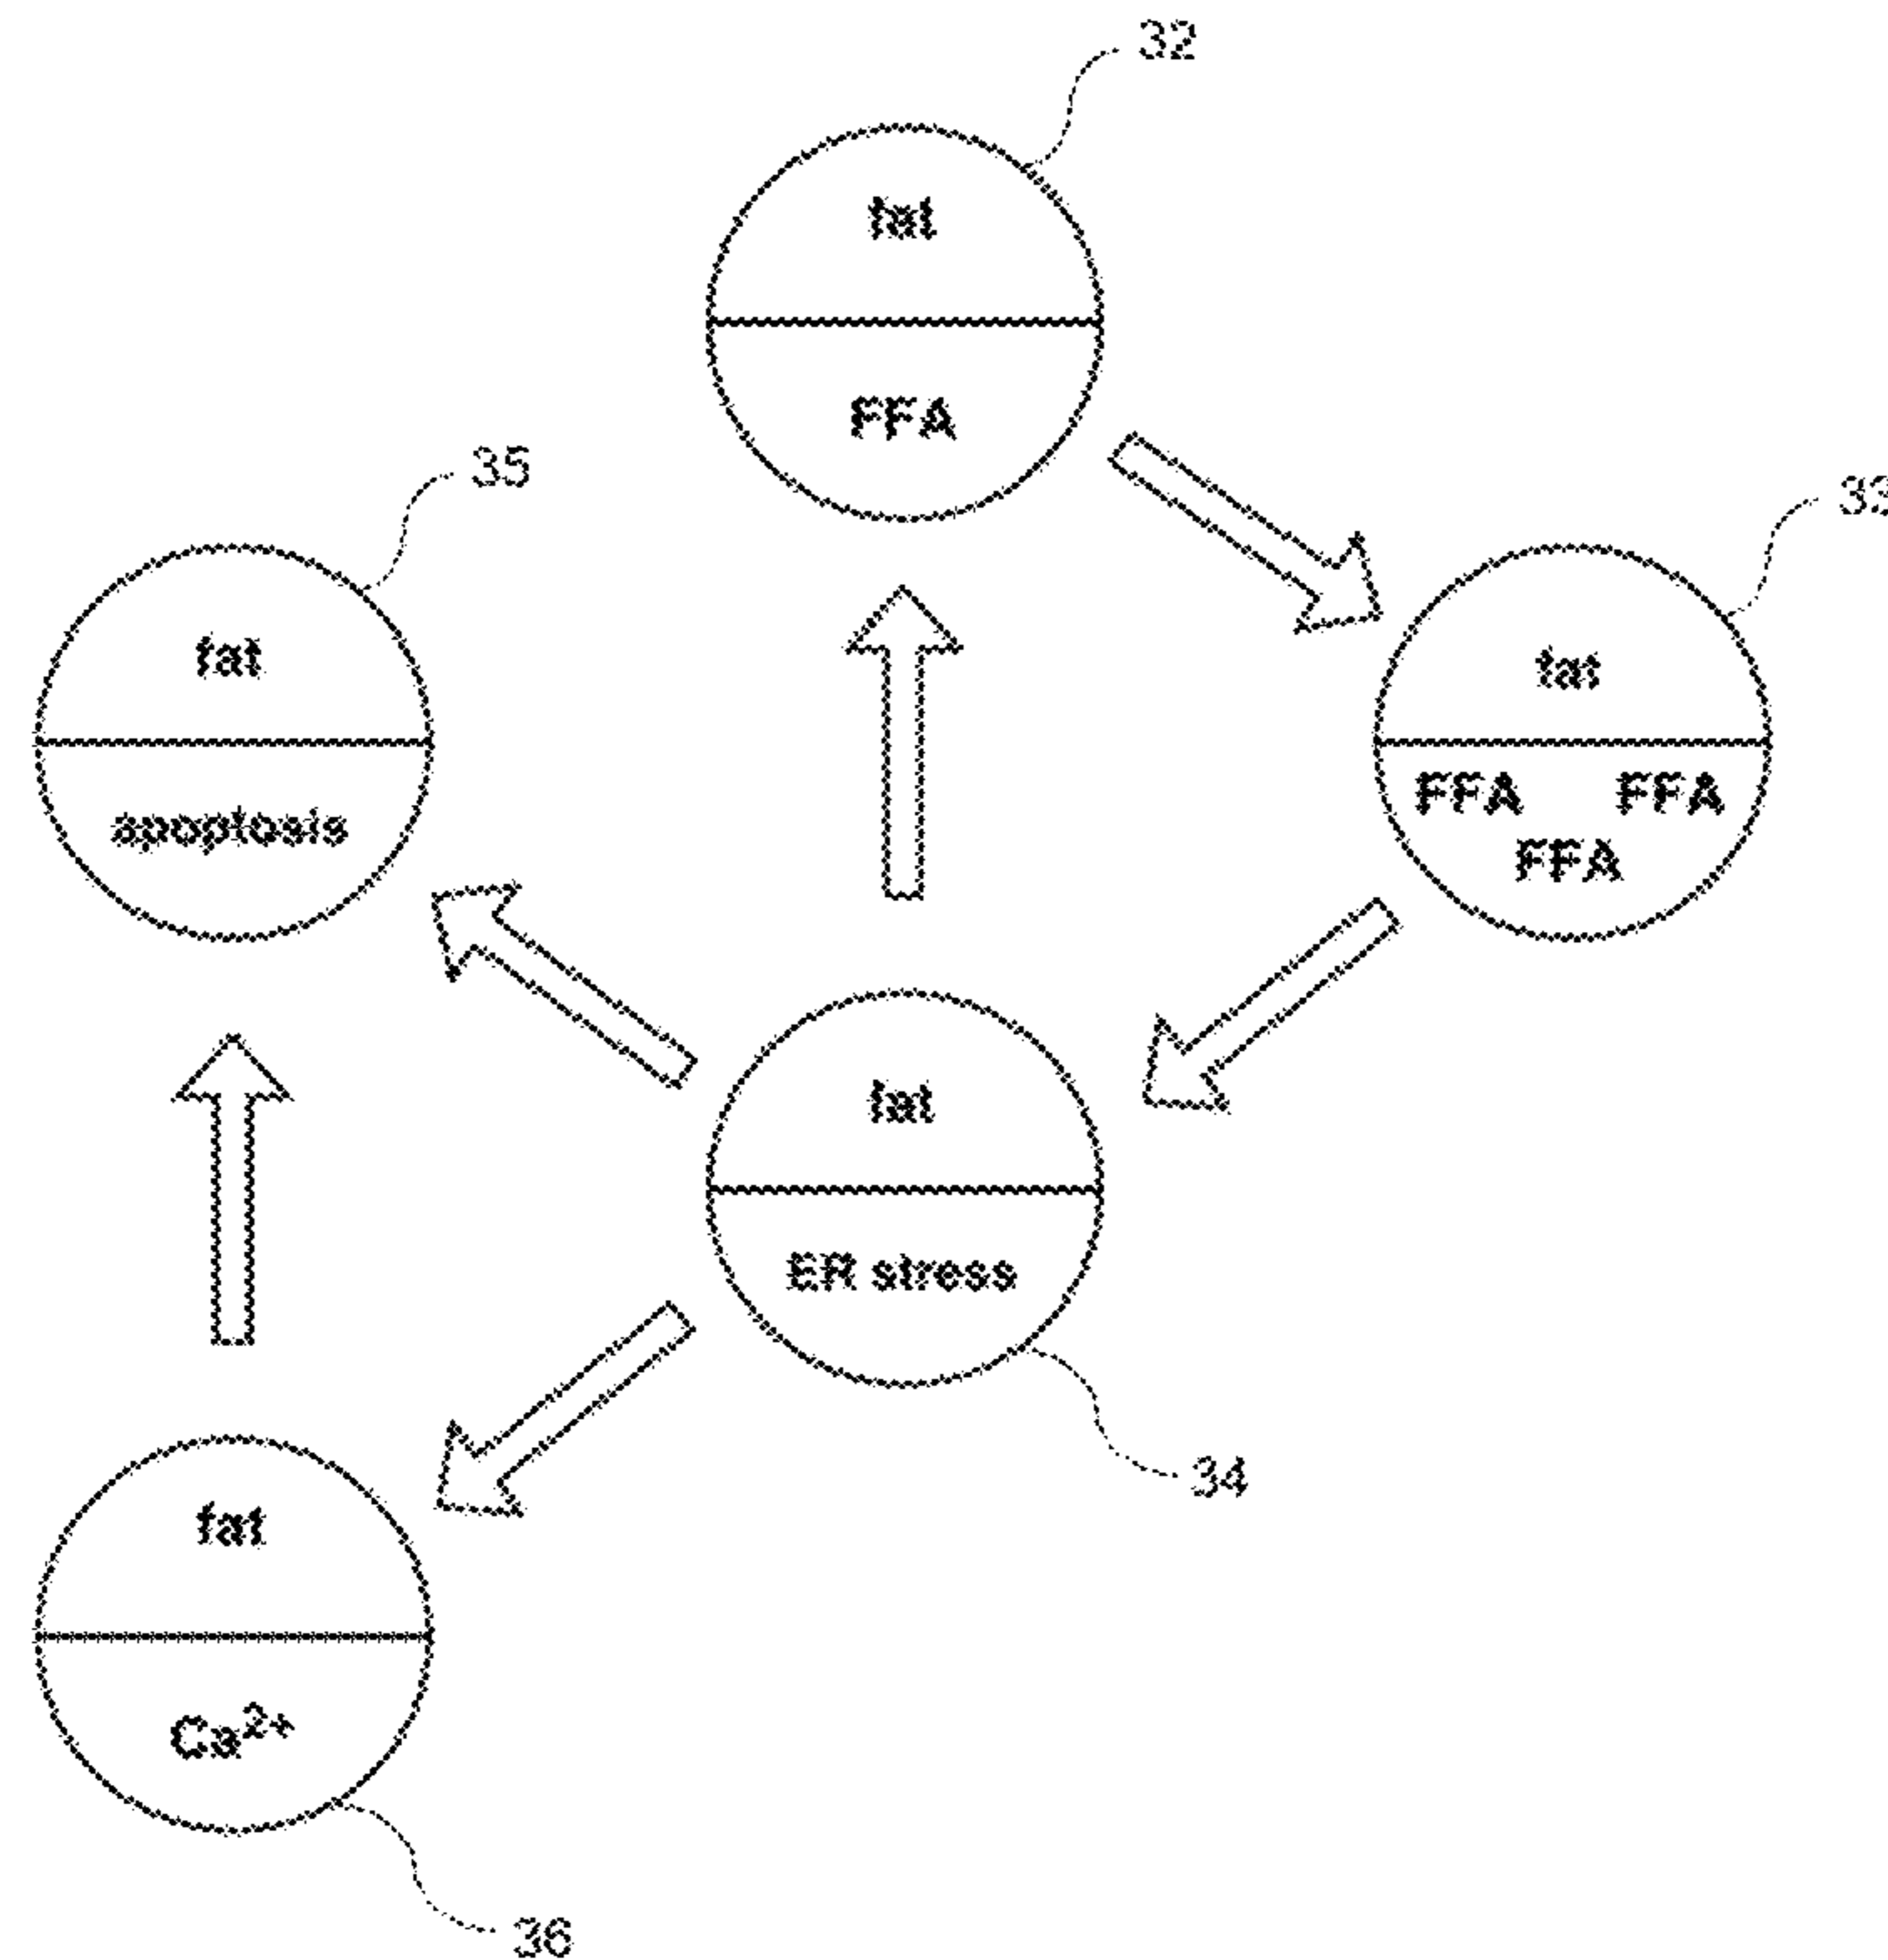 32
fat
FFA
35
33
fat
fat
FFA FFA
FFA
apoptosis
fat
ER stress
34
fat
Ca²⁺
36